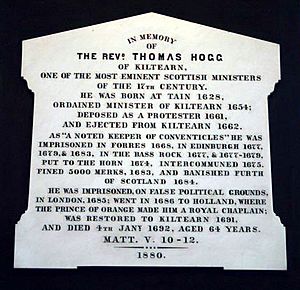 IN MEMORY
OF
THE REVD. THOMAS HOGG
OF KILTEARN,
ONE OF THE MOST EMINENT SCOTTISH MINISTERS
OF THE 17TH CENTURY.
HE WAS BORN AT TAIN 1628,
ORDAINED MINISTER OF KILTEARN 1654;
DEPOSED AS A PROTESTER 1661,
AND EJECTED FROM KILTEARN 1662.
AS "A NOTED KEEPER OF CONVENTICLES" HE WAS
IMPRISONED IN FORRES 1668, IN EDINBURGH 1677,
1679, & 1683, IN THE BASS ROCK 1677, & 1677-1679,
PUT TO THE HORN 1674, INTERCOMMUNED 1675.
FINED 5000 MERKS, 1683, AND BANISHED FURTH
OF SCOTLAND 1684.
HE WAS IMPRISONED, ON FALSE POLITICAL GROUNDS,
IN LONDON, 1685; WENT IN 1686 TO HOLLAND, WHERE
THE PRINCE OF ORANGE MADE HIM A ROYAL CHAPLAIN;
WAS RESTORED TO KILTEARN 1691,
AND DIED 4TH JANY 1692, AGED 64 YEARS.
MATT. V. 10-12.
1880.